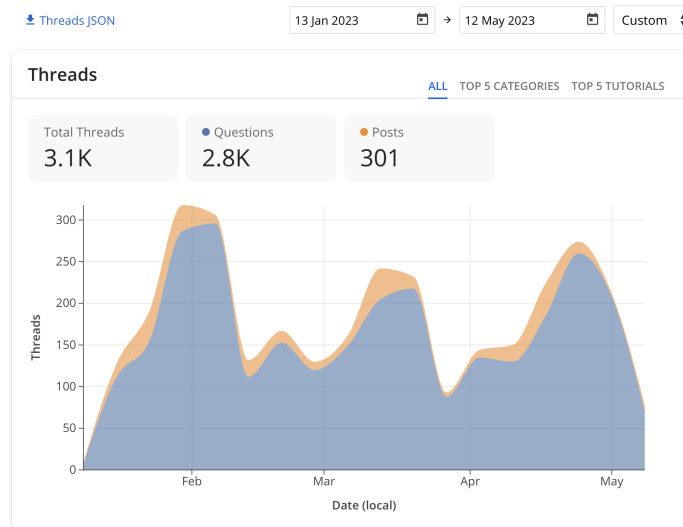 Threads JSON
13 Jan 2023 → 12 May 2023 Custom
Threads
ALL TOP 5 CATEGORIES TOP 5 TUTORIALS
Total Threads Questions Posts
3.1K 2.8K 301
300
250
200
150
100
50
0
Threads
Feb Mar Apr May
Date (local)